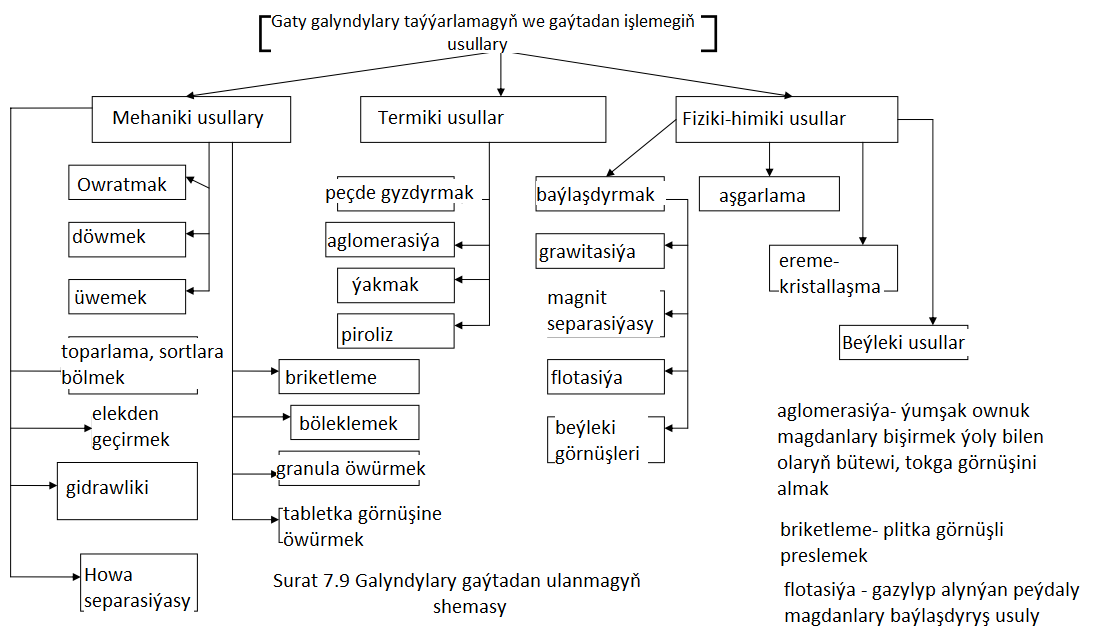 Gaty galyndylary taýýarlamagyň we gaýtadan işlemegiň
usullary
Mehaniki usullary
Termiki usullar
Fiziki-himiki usullar
Owratmak
döwmek
üwemek
toparlama, sortlara
bölmek
elekden
geçirmek
gidrawliki
Howa
separasiýasy
briketleme
böleklemek
granula öwürmek
tabletka görnüşine
öwürmek
peçde gyzdyrmak
aglomerasiýa
ýakmak
piroliz
baýlaşdyrmak
grawitasiýa
magnit
separasiýasy
flotasiýa
beýleki
görnüşleri
aşgarlama
ereme-
kristallaşma
Beýleki usullar
aglomerasiýa- ýumşak ownuk
magdanlary bişirmek ýoly bilen
olaryň bütewi, tokga görnüşini
almak
briketleme- plitka görnüşli
preslemek
flotasiýa - gazylyp alynýan peýdaly
magdanlary baýlaşdyryş usuly
Surat 7.9 Galyndylary gaýtadan ulanmagyň
shemasy